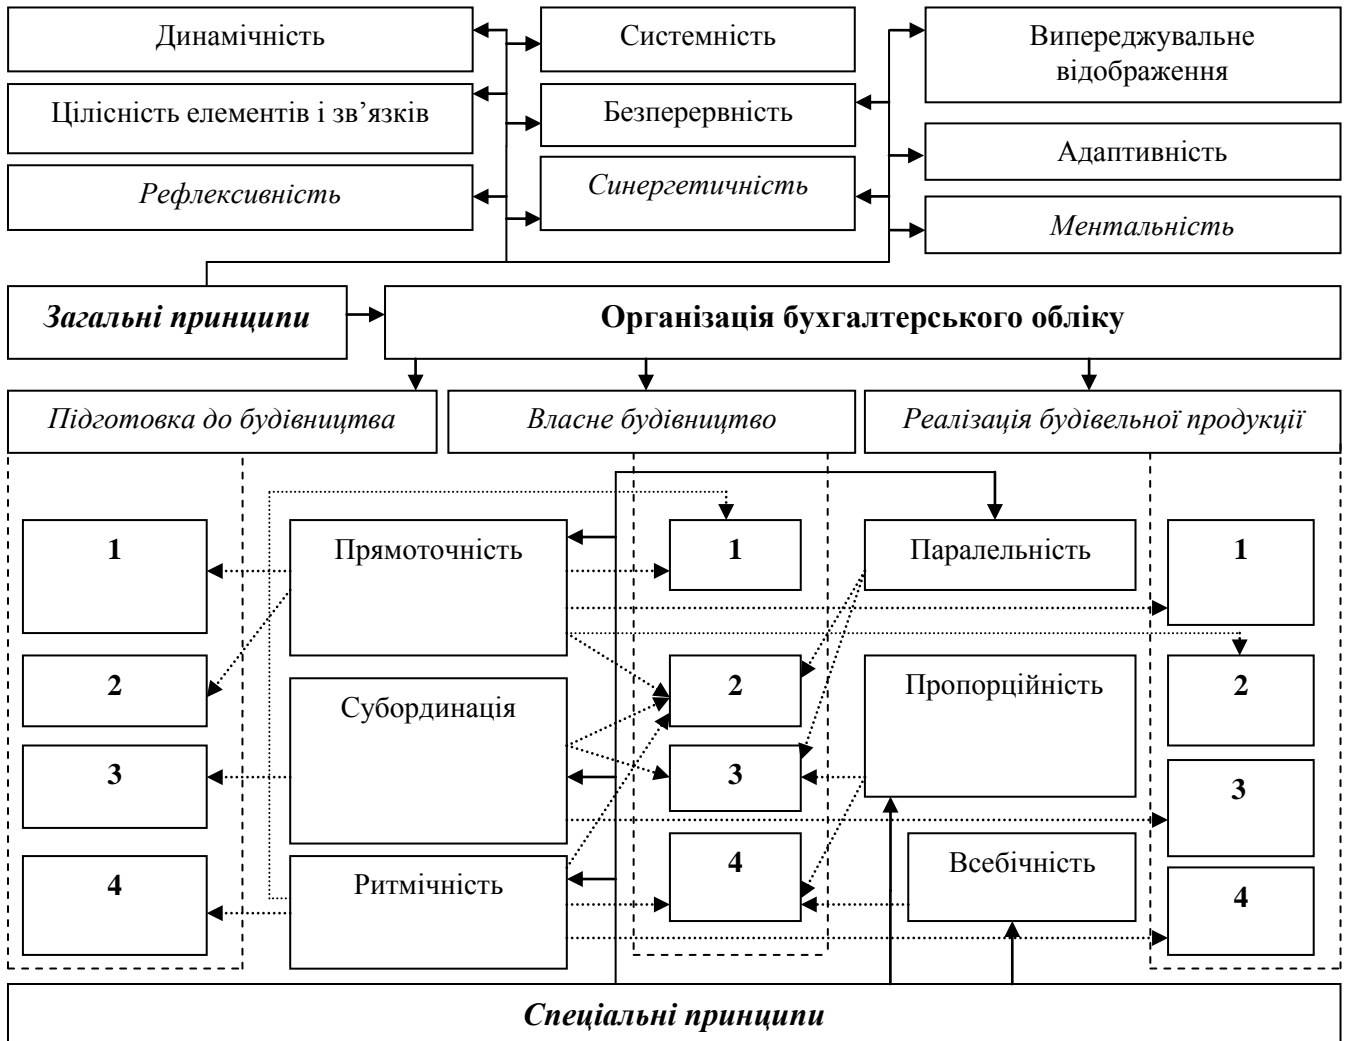 Динамічність
Системність
Випереджувальне
відображення
Цілісність елементів і зв’язків
Безперервність
Адаптивність
Рефлексивність
Синергетичність
Ментальність
Загальні принципи
Організація бухгалтерського обліку
Підготовка до будівництва
Власне будівництво
Реалізація будівельної продукції
1
Прямоточність
1
Паралельність
1
2
Субординація
2
Пропорційність
2
3
3
3
4
Ритмічність
4
Всебічність
4
Спеціальні принципи